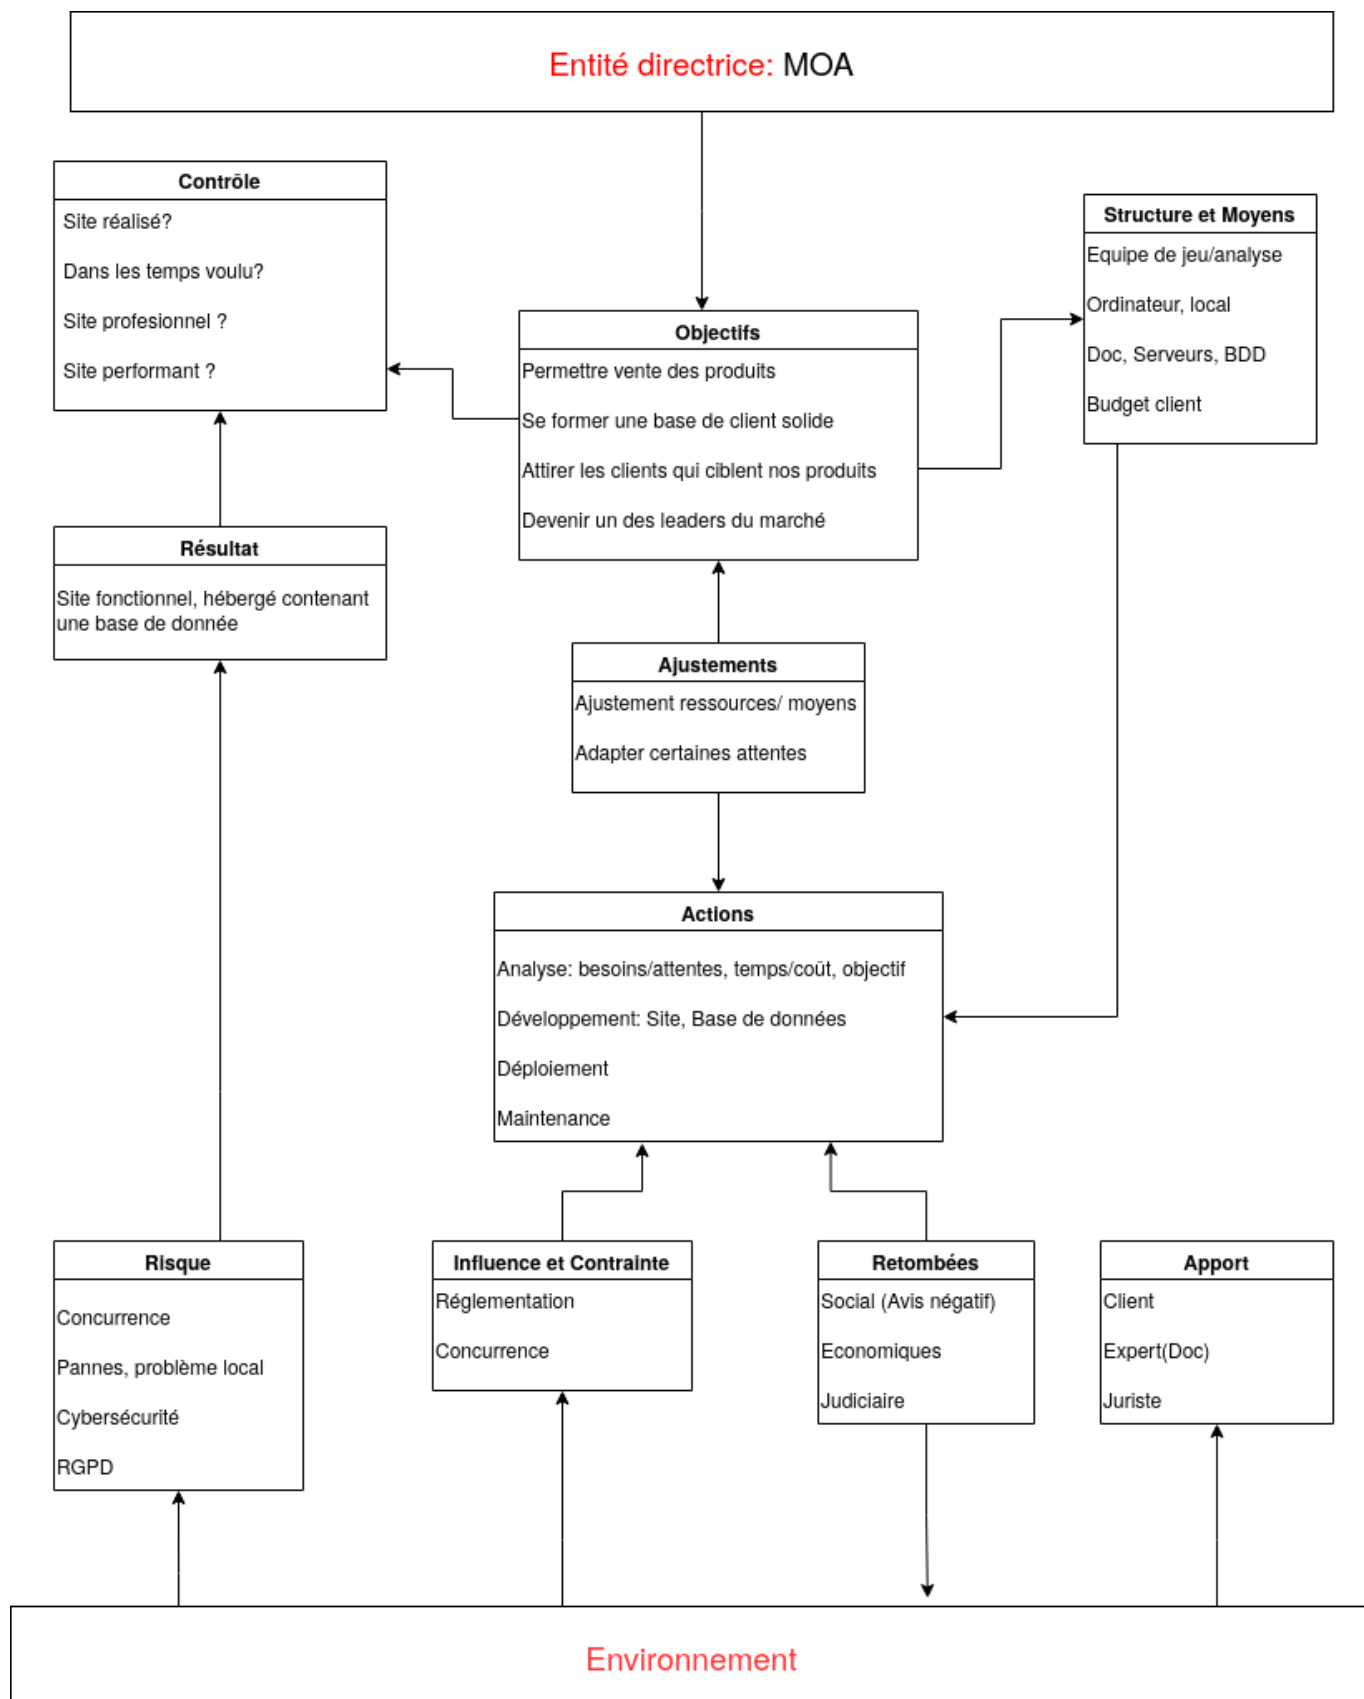 Entité directrice: MOA
Contrôle
Site réalisé?
Dans les temps voulu?
Site profesionnel ?
Site performant ?
Structure et Moyens
Equipe de jeu/analyse
Ordinateur, local
Doc, Serveurs, BDD
Budget client
Objectifs
Permettre vente des produits
Se former une base de client solide
Attirer les clients qui ciblent nos produits
Devenir un des leaders du marché
Résultat
Site fonctionnel, hébergé contenant
une base de donnée
Ajustements
Ajustement ressources/ moyens
Adapter certaines attentes
Actions
Analyse: besoins/attentes, temps/coût, objectif
Développement: Site, Base de données
Déploiement
Maintenance
Risque
Concurrence
Pannes, problème local
Cybersécurité
RGPD
Influence et Contrainte
Réglementation
Concurrence
Retombées
Social (Avis négatif)
Economiques
Judiciaire
Apport
Client
Expert(Doc)
Juriste
Environnement